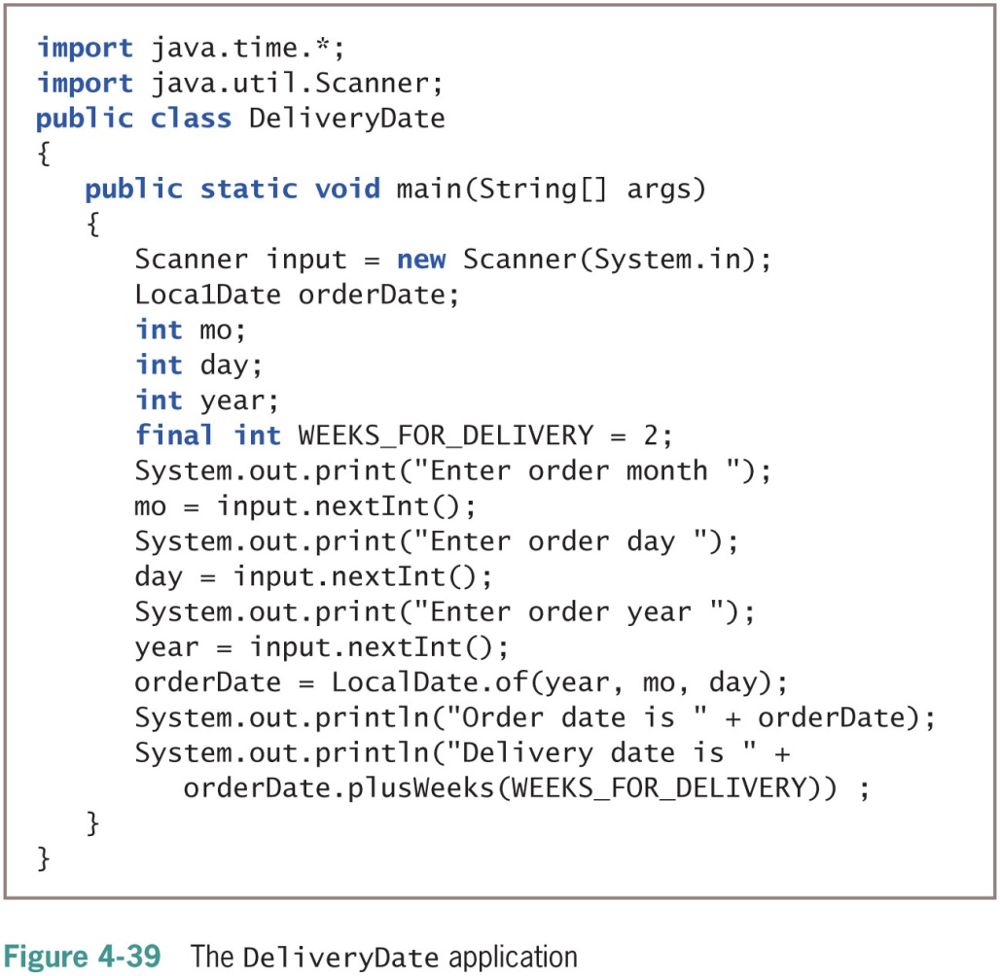 import java.time.*;
import java.util.Scanner;
public class DeliveryDate
{
   public static void main(String[] args)
   {
      Scanner input = new Scanner(System.in);
      Loca1Date orderDate;
      int mo;
      int day;
      int year;
      final int WEEKS_FOR_DELIVERY = 2;
      System.out.print("Enter order month ");
      mo = input.nextInt();
      System.out.print("Enter order day ");
      day = input.nextInt();
      System.out.print("Enter order year ");
      year = input.nextInt();
      orderDate = LocalDate.of(year, mo, day);
      System.out.println("Order date is " + orderDate);
      System.out.println("Delivery date is " +
         orderDate.plusWeeks(WEEKS_FOR_DELIVERY)) ;
   }
}
Figure 4-39 The DeliveryDate application